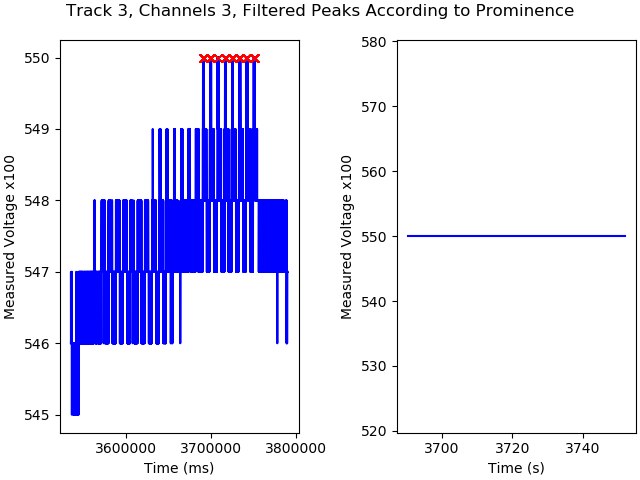 Track 3, Channels 3, Filtered Peaks According to Prominence
Measured Voltage x100
550
549
548
547
546
545
3600000 3700000 3800000
Time (ms)
Measured Voltage x100
580
570
560
550
540
530
520
3700 3720 3740
Time (s)